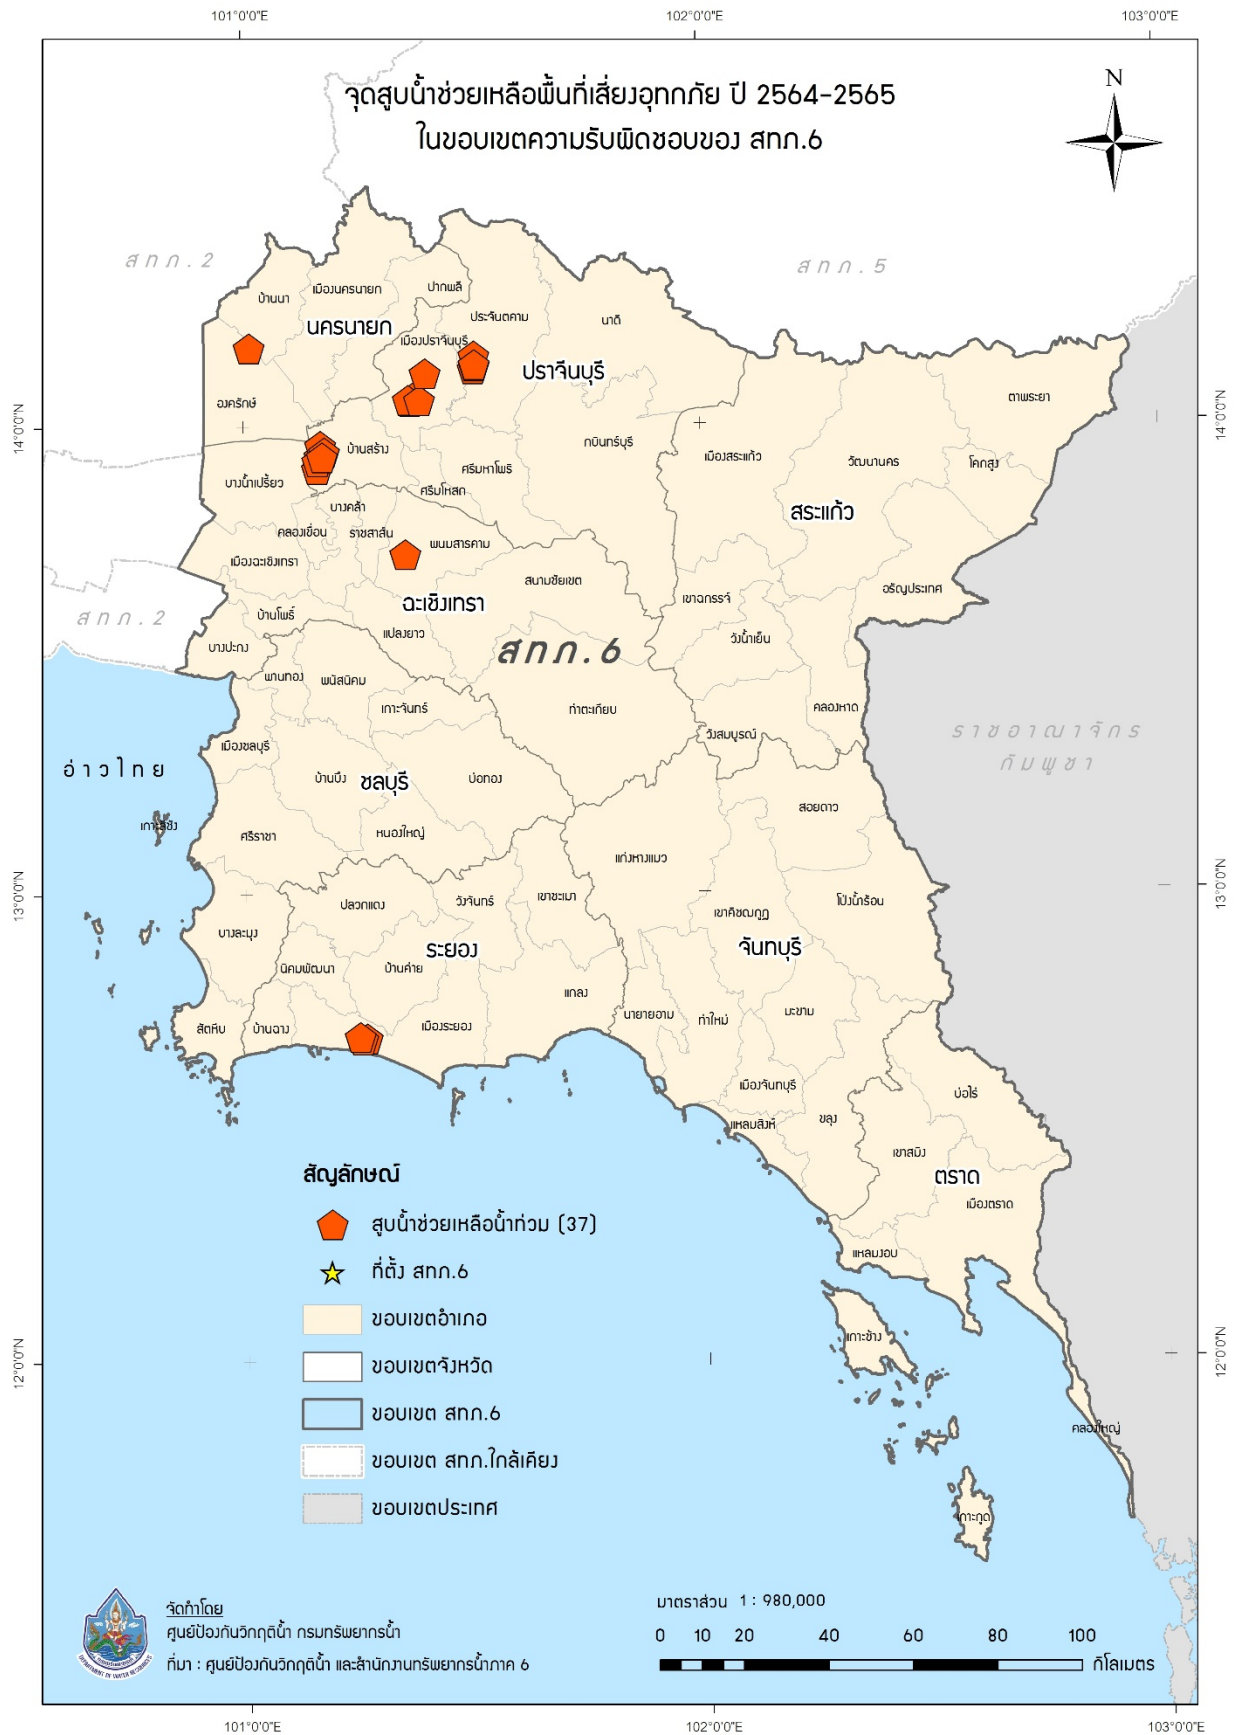 101°0'0"E
102°0'0"E
103°0'0"E
จุดสูบน้ำช่วยเหลือพื้นที่เสี่ยงอุทกภัย ปี 2564-2565
ในขอบเขตความรับผิดชอบของ สทภ.6
N
สทภ.2
สทภ.5
บ้านนา
เมืองนครนายก
ปากพลี
ประจันตคาม
นาดี
นครนายก
เมืองปราจีนบุรี
ปราจีนบุรี
องครักษ์
ตาพระยา
14°0'0"N
14°0'0"N
บ้านสร้าง
กบินทร์บุรี
เมืองสระแก้ว
วัฒนานคร
โคกสูง
ศรีมหาโพธิ
บางน้ำเปรี้ยว
ศรีมโหสถ
บางคล้า
สระแก้ว
คลองเขื่อน
ราชสาส์น
พนมสารคาม
เมืองฉะเชิงเทรา
สนามชัยเขต
อรัญประเทศ
ฉะเชิงเทรา
เขาฉกรรจ์
สทภ.2
บ้านโพธิ์
แปลงยาว
สทภ.6
วังน้ำเย็น
บางปะกง
พานทอง
พนัสนิคม
เกาะจันทร์
ท่าตะเกียบ
คลองหาด
วังสมบูรณ์
ราชอาณาจักร
กัมพูชา
เมืองชลบุรี
อ่าวไทย
บ้านบึง
ชลบุรี
บ่อทอง
สอยดาว
เกาะสีชัง
ศรีราชา
หนองใหญ่
แก่งหางแมว
13°0'0"N
13°0'0"N
ปลวกแดง
วังจันทร์
เขาชะเมา
เขาคิชฌกูฏ
โป่งน้ำร้อน
บางละมุง
ระยอง
จันทบุรี
นิคมพัฒนา
บ้านค่าย
แกลง
สัตหีบ
บ้านฉาง
เมืองระยอง
นายายอาม
ท่าใหม่
มะขาม
เมืองจันทบุรี
บ่อไร่
แหลมสิงห์
ขลุง
เขาสมิง
ตราด
เมืองตราด
แหลมงอบ
เกาะช้าง
คลองใหญ่
เกาะกูด
12°0'0"N
12°0'0"N
สัญลักษณ์
สูบน้ำช่วยเหลือน้ำท่วม (37)
ที่ตั้ง สทภ.6
ขอบเขตอำเภอ
ขอบเขตจังหวัด
ขอบเขต สทภ.6
ขอบเขต สทภ.ใกล้เคียง
ขอบเขตประเทศ
จัดทำโดย
ศูนย์ป้องกันวิกฤติน้ำ กรมทรัพยากรน้ำ
ที่มา : ศูนย์ป้องกันวิกฤติน้ำ และสำนักงานทรัพยากรน้ำภาค 6
มาตราส่วน 1 : 980,000
0 10 20 40 60 80 100
กิโลเมตร
101°0'0"E
102°0'0"E
103°0'0"E